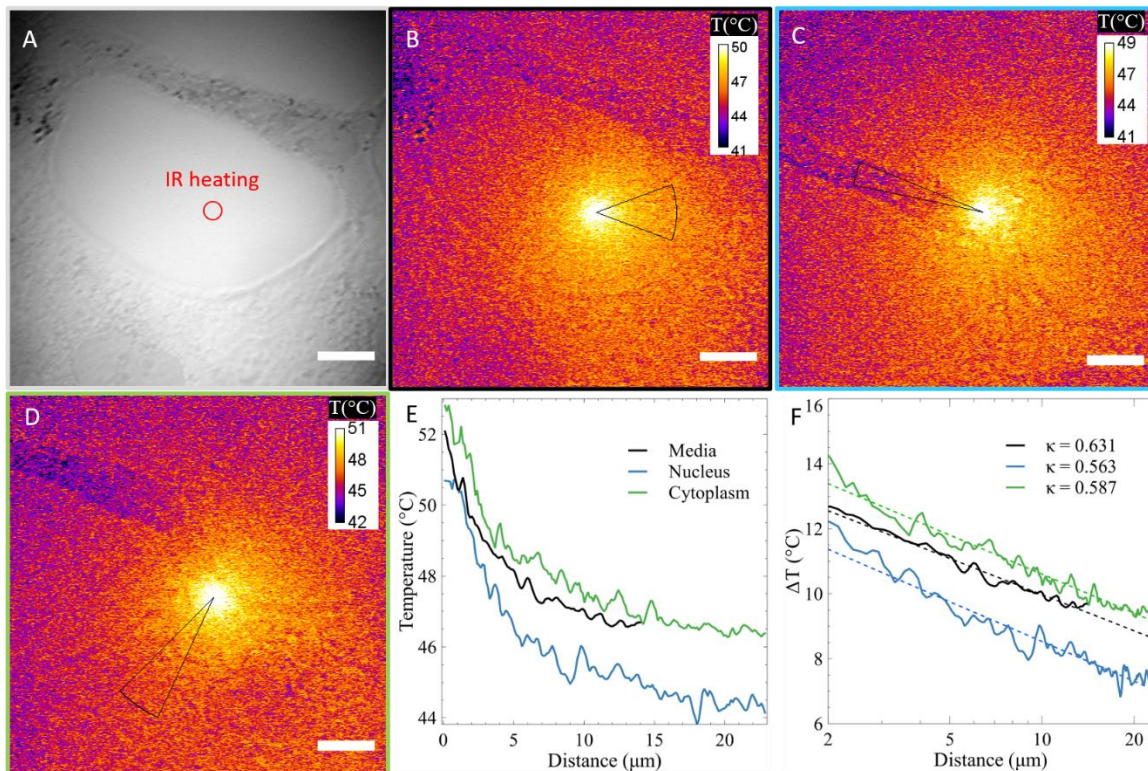 A
IR heating
B
T(°C)
50
47
44
41
C
T(°C)
49
47
44
41
D
T(°C)
51
48
45
42
E
52
50
48
46
44
Temperature (°C)
Media
Nucleus
Cytoplasm
0 5 10 15 20
Distance (μm)
F
16
14
12
10
8
6
ΔT (°C)
κ = 0.631
κ = 0.563
κ = 0.587
2 10 20
Distance (μm)